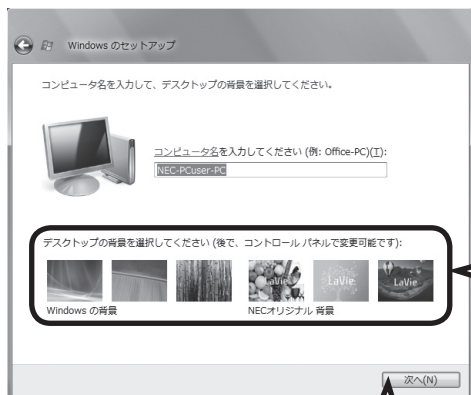 Windows のセットアップ
コンピュータ名を入力して、デスクトップの背景を選択してください。
コンピュータ名を入力してください (例: Office-PC)(T):
NEC-PCuser-PC
デスクトップの背景を選択してください (後で、コントロール パネルで変更可能です):
LaVie LaVie LaVie
Windows の背景 NECオリジナル 背景
次へ(N)